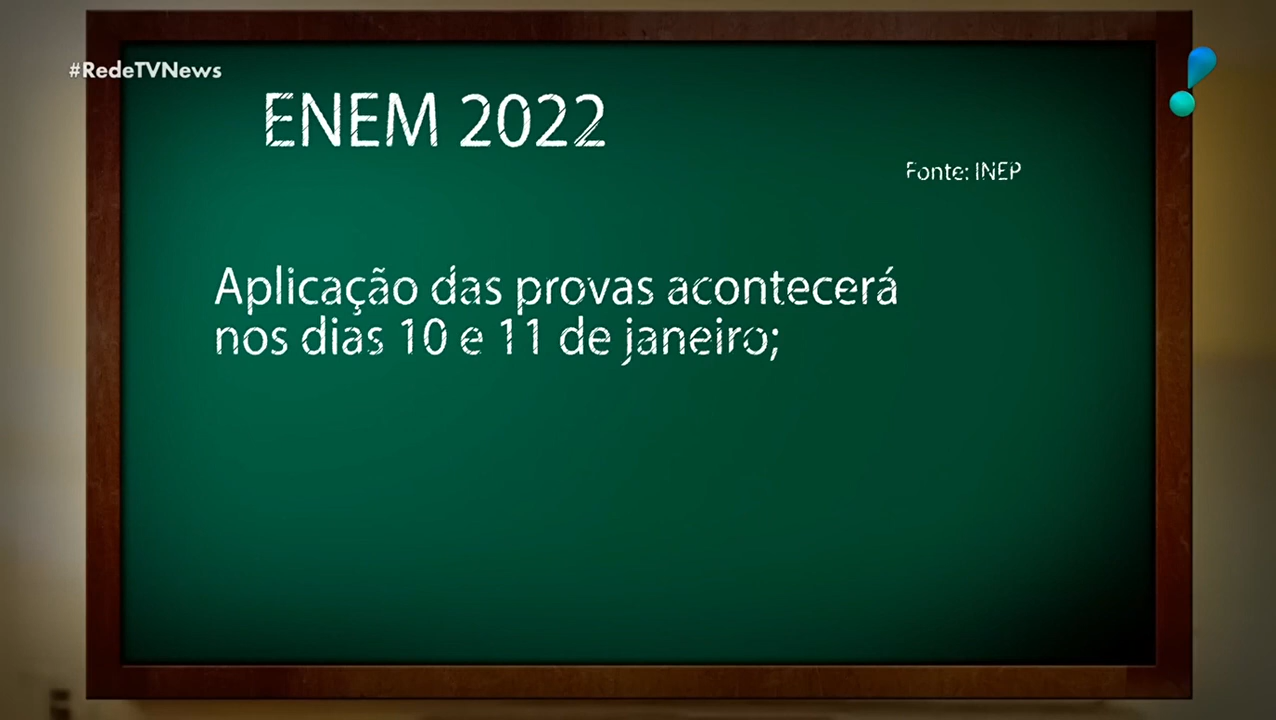 #RedeTVNews
ENEM 2022
Fonte: INEP
Aplicação das provas acontecerá
nos dias 10 e 11 de janeiro;